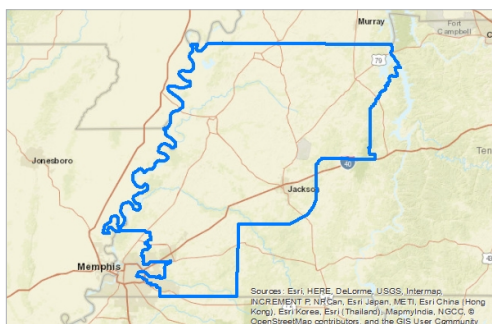 Murray
Fort
Campbell
79
Jonesboro
40
Jackson
Memphis
Sources: Esri, HERE, DeLorme, USGS, Intermap,
INCREMENT P, NRCan, Esri Japan, METI, Esri China (Hong
Kong), Esri Korea, Esri (Thailand), MapmyIndia, NGCC, ©
OpenStreetMap contributors, and the GIS User Community